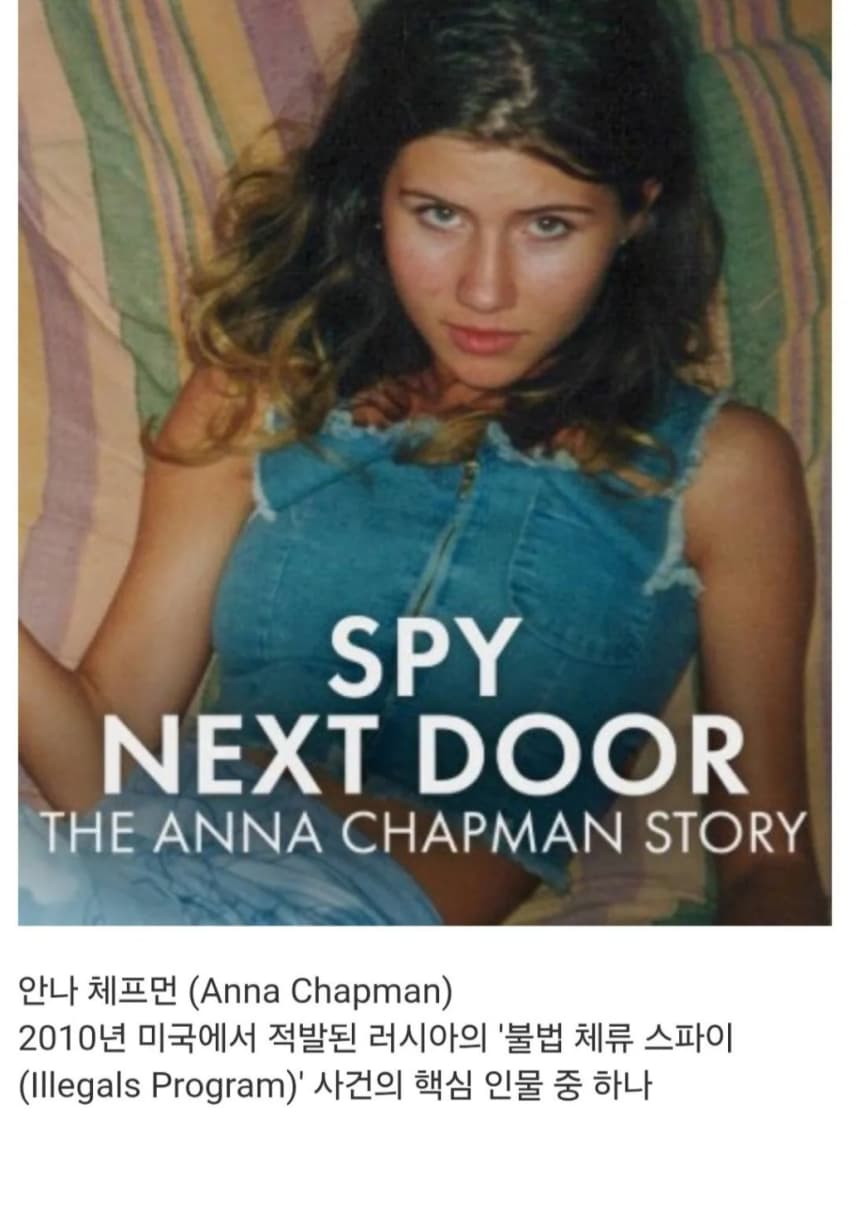 SPY
NEXT DOOR
THE ANNA CHAPMAN STORY
안나 체프먼 (Anna Chapman)
2010년 미국에서 적발된 러시아의 '불법 체류 스파이
(Illegals Program)' 사건의 핵심 인물 중 하나